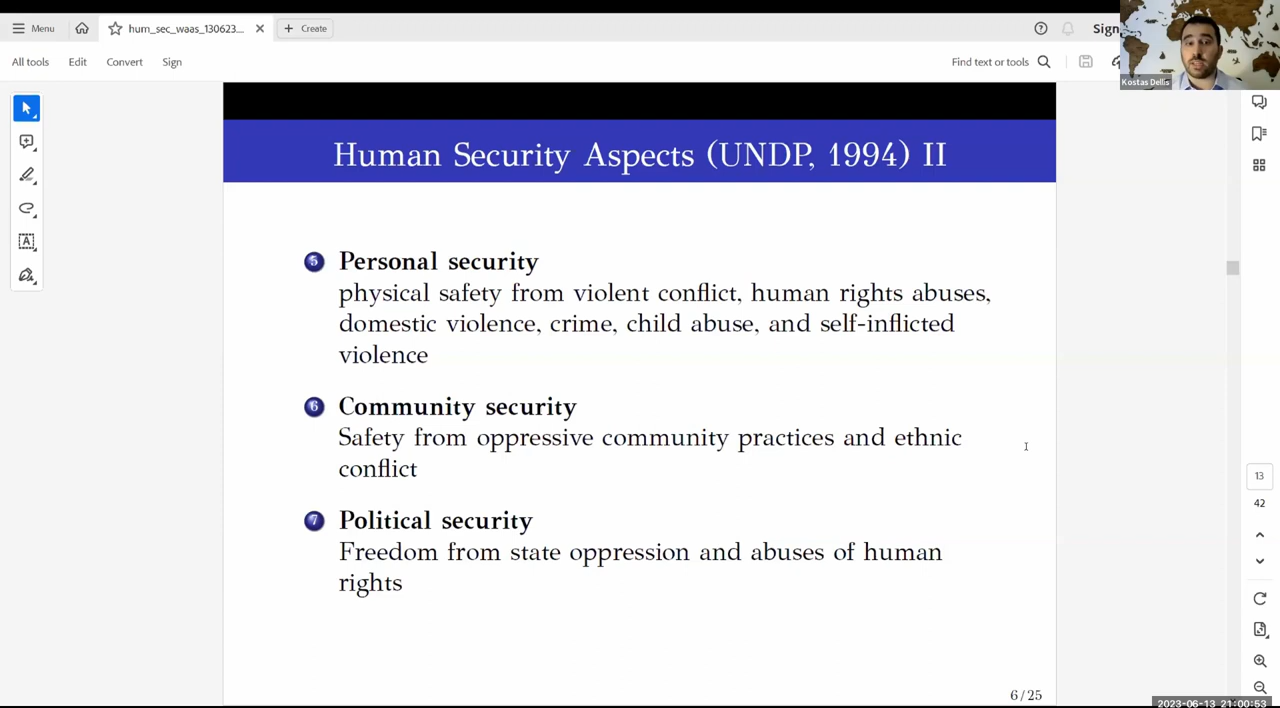 Menu
hum_sec_waas_130623...
Create
Sign
All tools
Edit
Convert
Sign
Find text or tools
Kostas Dellis
Human Security Aspects (UNDP, 1994) II
5 Personal security
physical safety from violent conflict, human rights abuses,
domestic violence, crime, child abuse, and self-inflicted
violence
6 Community security
Safety from oppressive community practices and ethnic
conflict
7 Political security
Freedom from state oppression and abuses of human
rights
6/25
13
42
2023-06-13 21:00:53